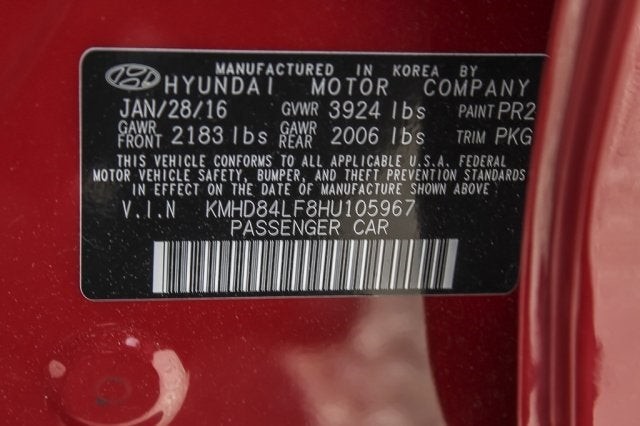 MANUFACTURED IN KOREA BY
HYUNDAI MOTOR COMPANY
JAN/28/16 GVWR 3924 lbs PAINT PR2
GAWR FRONT 2183 lbs GAWR REAR 2006 lbs TRIM PKG
THIS VEHICLE CONFORMS TO ALL APPLICABLE U.S.A. FEDERAL
MOTOR VEHICLE SAFETY, BUMPER, AND THEFT PREVENTION STANDARDS
IN EFFECT ON THE DATE OF MANUFACTURE SHOWN ABOVE
V.I.N KMHD84LF8HU105967
PASSENGER CAR